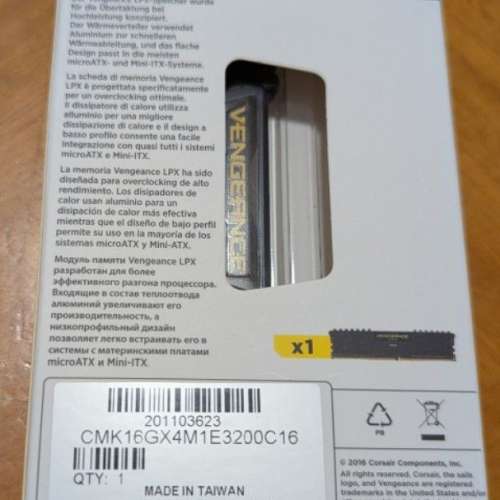 für die Übertaktung bei
Hochleistung konzipiert.
Der Wärmeverteiler verwendet
Aluminium zur schnelleren
Wärmeableitung, und das flache
Design passt in die meisten
microATX- und Mini-ITX-Systeme.
La scheda di memoria Vengeance
LPX è progettata specificatamente
per un overclocking ottimale.
Il dissipatore di calore utilizza
alluminio per una migliore
dissipazione di calore e il design a
basso profilo consente una facile
integrazione con quasi tutti i sistemi
microATX e Mini-ITX.
La memoria Vengeance LPX ha sido
diseñada para overclocking de alto
rendimiento. Los disipadores de
calor usan aluminio para un
disipación de calor más efectiva
mientras que el diseño de bajo perfil
permite su uso en la mayoría de los
sistemas microATX y Mini-ATX.
Модуль памяти Vengeance LPX
разработан для более
эффективного разгона процессора.
Входящие в состав теплоотвода
алюминий увеличивают его
производительность, а
низкопрофильный дизайн
позволяет легко встраивать его в
системы с материнскими платами
microATX и Mini-ITX.
VENGEANCE
x1
PB
201103623
CMK16GX4M1E3200C16
QTY: 1
MADE IN TAIWAN
© 2016 Corsair Components, Inc.
All rights reserved. Corsair, the sails
logo, and Vengeance are registered
trademarks in the United States and/or